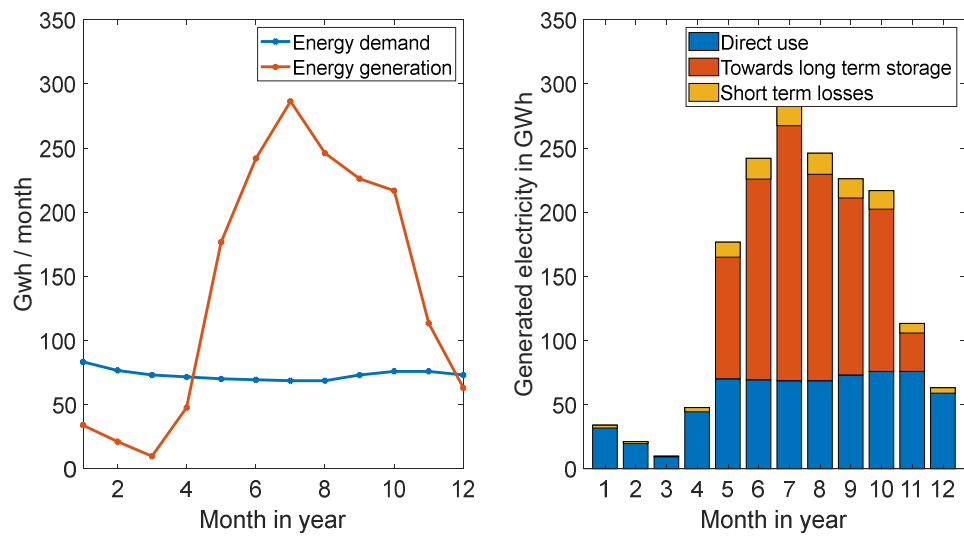 350
300
250
200
150
100
50
0
Gwh / month
Energy demand
Energy generation
2 4 6 8 10 12
Month in year
350
300
250
200
150
100
50
0
Generated electricity in GWh
Direct use
Towards long term storage
Short term losses
1 2 3 4 5 6 7 8 9 10 11 12
Month in year